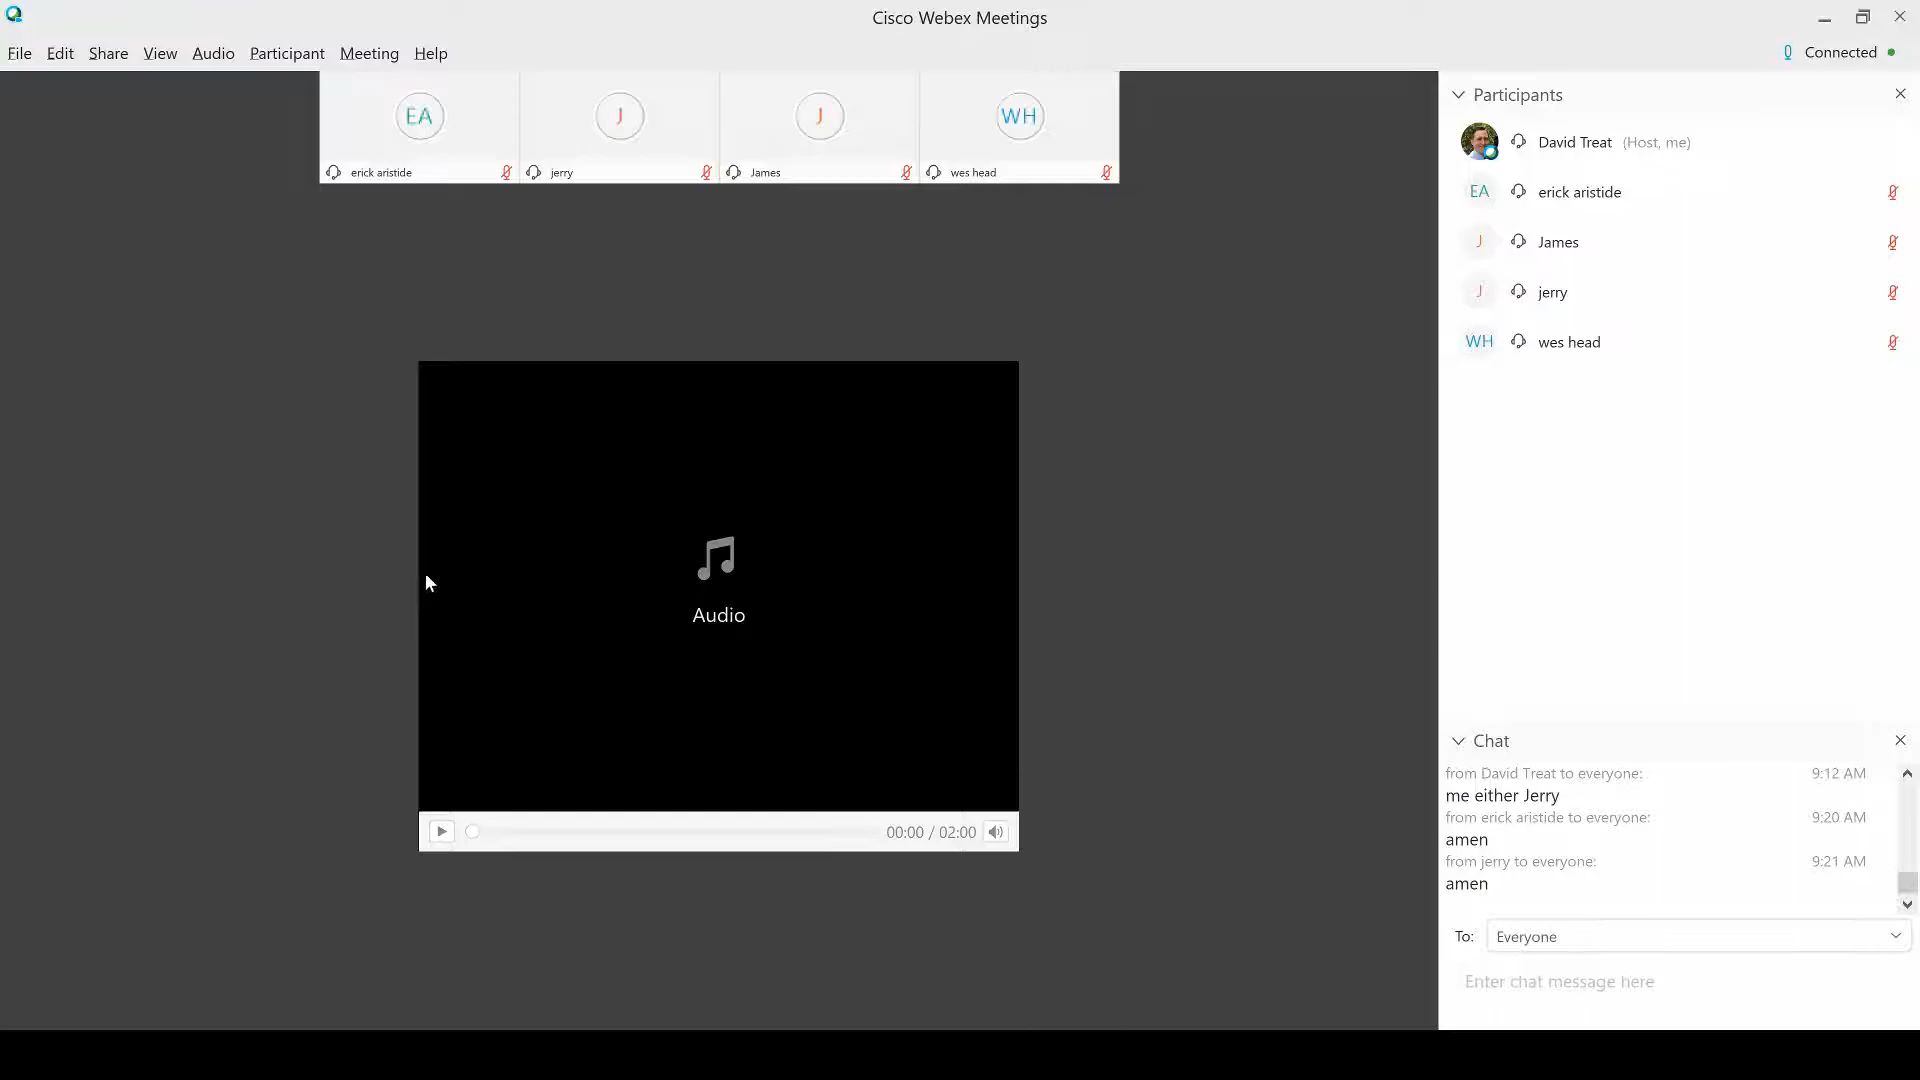 Cisco Webex Meetings
File Edit Share View Audio Participant Meeting Help
Connected
EA
J
J
WH
erick aristide
jerry
James
wes head
Participants
David Treat (Host, me)
EA erick aristide
J James
J jerry
WH wes head
Audio
00:00 / 02:00
Chat
from David Treat to everyone: 9:12 AM
me either Jerry
from erick aristide to everyone: 9:20 AM
amen
from jerry to everyone: 9:21 AM
amen
To: Everyone
Enter chat message here